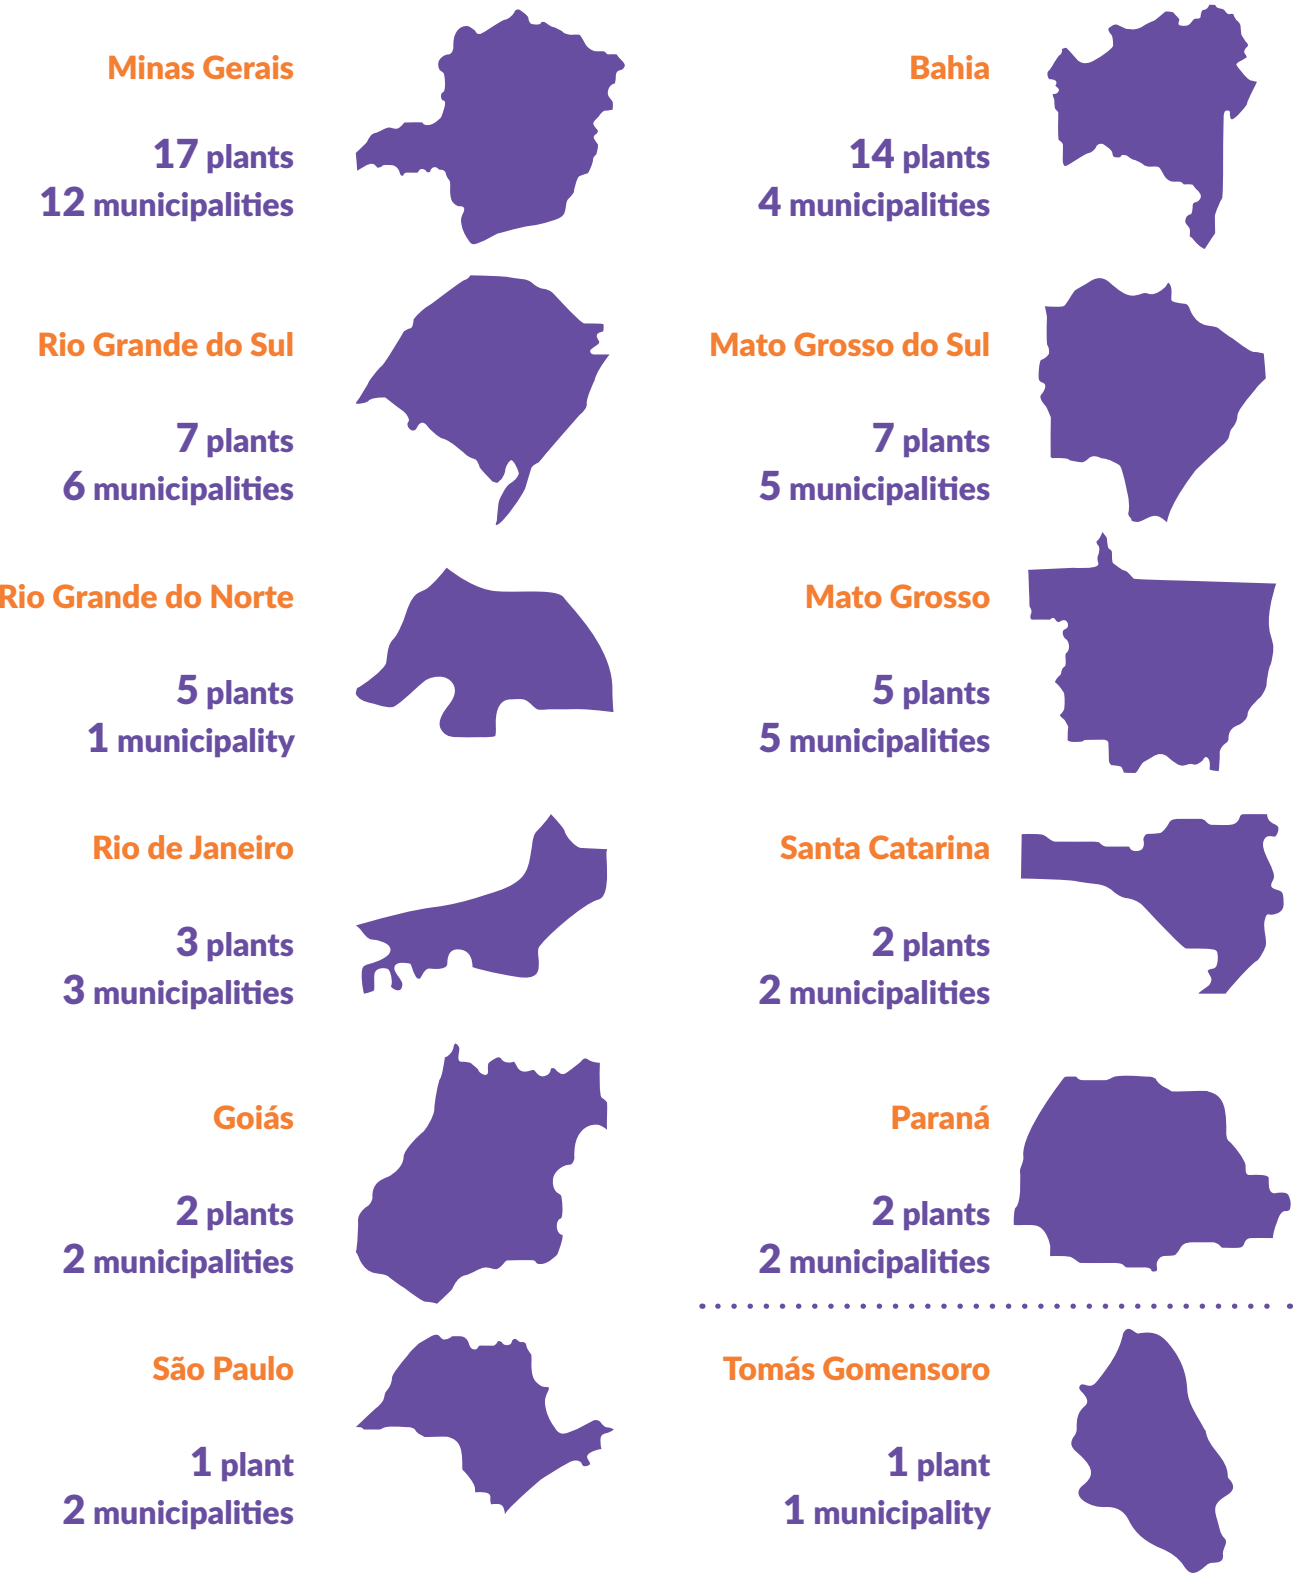 Minas Gerais
17 plants
12 municipalities
Bahia
14 plants
4 municipalities
Rio Grande do Sul
7 plants
6 municipalities
Mato Grosso do Sul
7 plants
5 municipalities
Rio Grande do Norte
5 plants
1 municipality
Mato Grosso
5 plants
5 municipalities
Rio de Janeiro
3 plants
3 municipalities
Santa Catarina
2 plants
2 municipalities
Goiás
2 plants
2 municipalities
Paraná
2 plants
2 municipalities
São Paulo
1 plant
2 municipalities
Tomás Gomensoro
1 plant
1 municipality